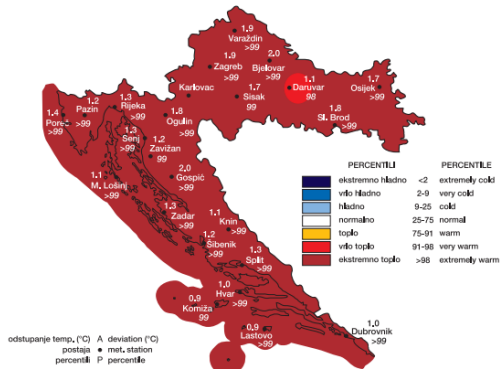 1.9
Varaždin
>99
1.9
Zagreb
>99
2.0
Bjelovar
>99
1.1
Daruvar
98
1.7
Osijek
>99
Karlovac
1.7
Sisak
99
1.8
Sl. Brod
>99
1.4
Poreč
>99
1.2
Pazin
>99
1.3
Rijeka
>99
1.8
Ogulin
>99
1.3
Senj
>99
1.2
Zavižan
>99
2.0
Gospić
>99
1.1
M. Lošinj
>99
1.3
Zadar
>99
1.1
Knin
>99
1.2
Šibenik
>99
1.3
Split
>99
1.0
Hvar
>99
0.9
Komiža
99
0.9
Lastovo
>99
1.0
Dubrovnik
>99
PERCENTILI PERCENTILE
ekstremno hladno <2 extremely cold
vrlo hladno 2-9 very cold
hladno 9-25 cold
normalno 25-75 normal
toplo 75-91 warm
vrlo toplo 91-98 very warm
ekstremno toplo >98 extremely warm
odstupanje temp. (°C) A deviation (°C)
postaja ● met. station
percentili P percentile